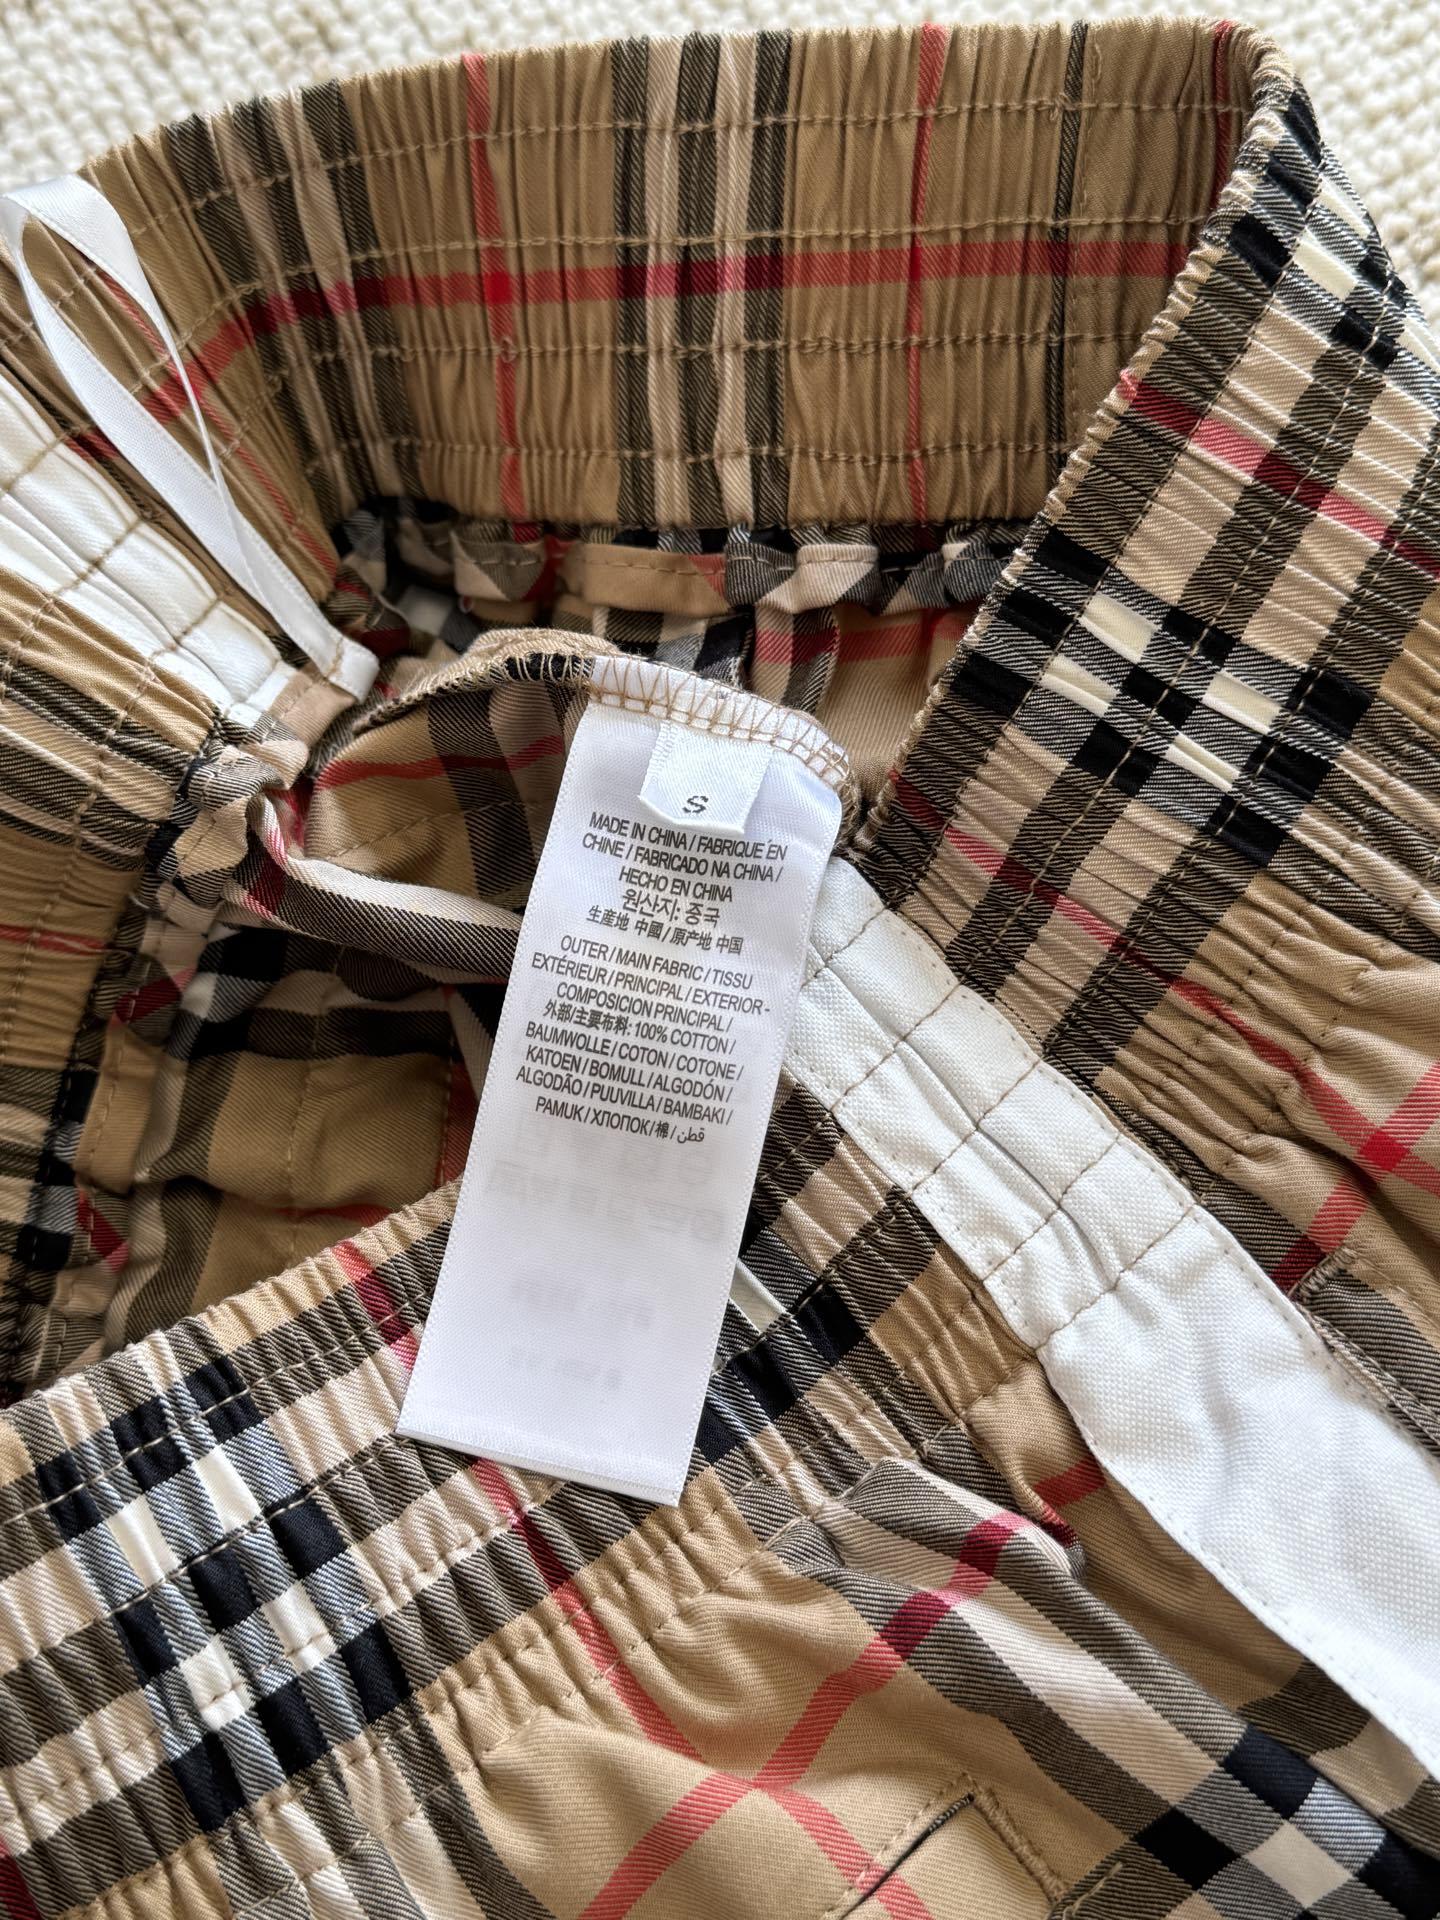 S
MADE IN CHINA / FABRIQUE EN
CHINE / FABRICADO NA CHINA /
HECHO EN CHINA
원산지: 중국
生産地 中國 / 原产地 中国
OUTER / MAIN FABRIC / TISSU
EXTÉRIEUR / PRINCIPAL / EXTERIOR -
COMPOSICION PRINCIPAL /
外部/主要布料: 100% COTTON /
BAUMWOLLE / COTON / COTONE /
KATOEN / BOMULL / ALGODÓN /
ALGODÃO / PUUVILLA / BAMBAKI /
PAMUK / ХЛОПОК / 棉 / قطن